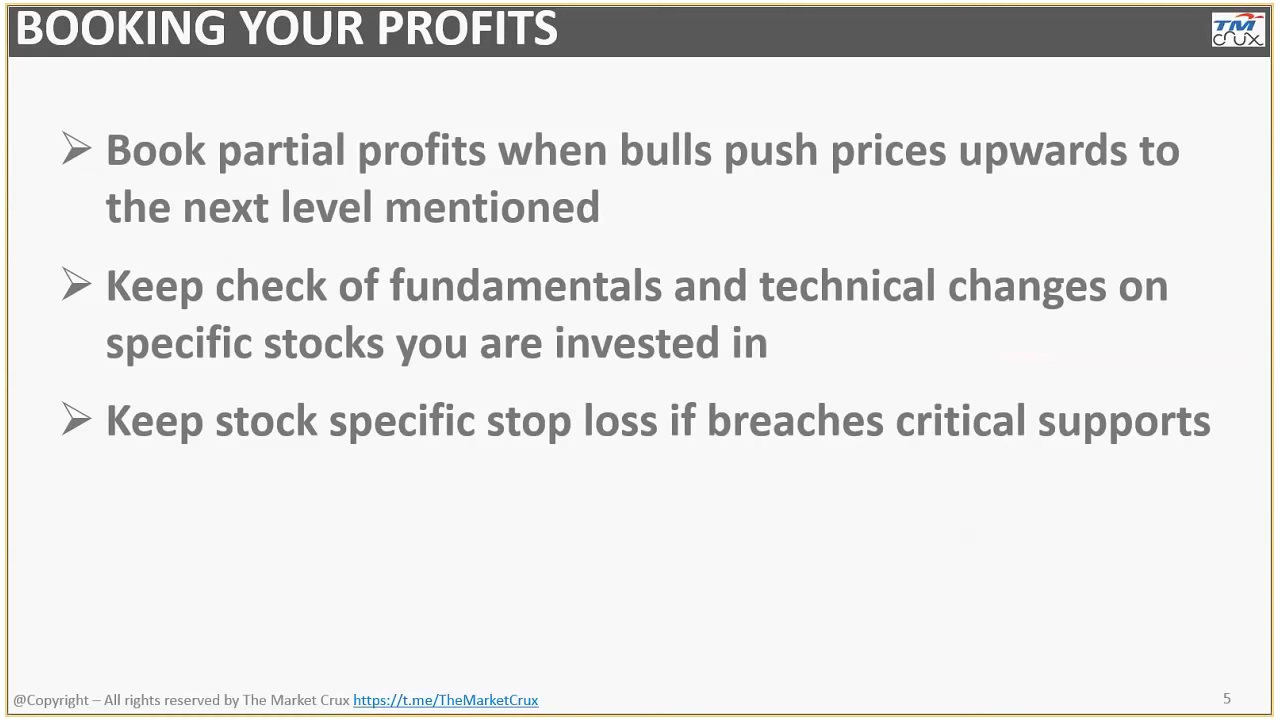 BOOKING YOUR PROFITS
TM
crux
➢ Book partial profits when bulls push prices upwards to
the next level mentioned
➢ Keep check of fundamentals and technical changes on
specific stocks you are invested in
➢ Keep stock specific stop loss if breaches critical supports
@Copyright – All rights reserved by The Market Crux https://t.me/TheMarketCrux
5